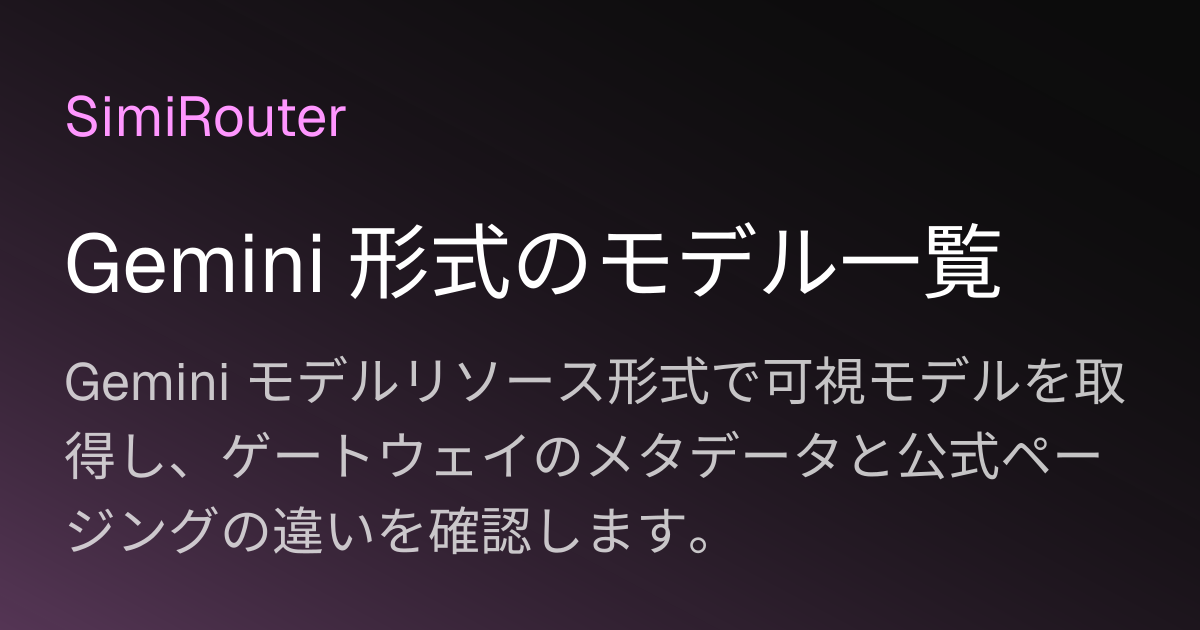 SimiRouter
Gemini 形式のモデル一覧
Gemini モデルリソース形式で可視モデルを取
得し、ゲートウェイのメタデータと公式ペー
ジングの違いを確認します。